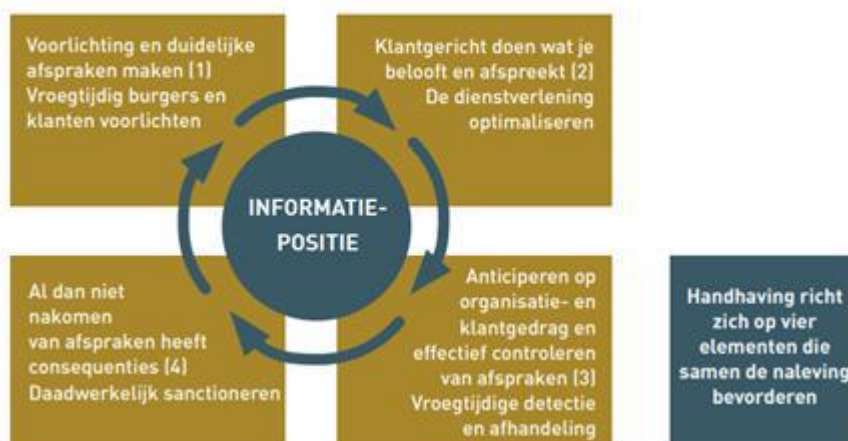 Voorlichting en duidelijke
afspraken maken (1)
Vroegtijdig burgers en
klanten voorlichten
Klantgericht doen wat je
belooft en afspreekt (2)
De dienstverlening
optimaliseren
INFORMATIE-
POSITIE
Al dan niet
nakomen
van afspraken heeft
consequenties (4)
Daadwerkelijk sanctioneren
Anticiperen op
organisatie- en
klantgedrag en
effectief controleren
van afspraken (3)
Vroegtijdige detectie
en afhandeling
Handhaving richt
zich op vier
elementen die
samen de naleving
bevorderen